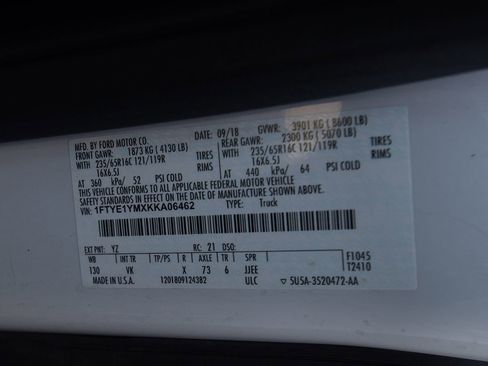 MFG. BY FORD MOTOR CO. DATE: 09/18 GVWR: 3901 KG ( 8600 LB)
FRONT GAWR: 1873 KG ( 4130 LB) REAR GAWR: 2300 KG ( 5070 LB)
WITH 235/65R16C 121/119R TIRES WITH 235/65R16C 121/119R TIRES
16X6.5J RIMS 16X6.5J RIMS
AT 360 kPa/ 52 PSI COLD AT 440 kPa/ 64 PSI COLD
THIS VEHICLE CONFORMS TO ALL APPLICABLE FEDERAL MOTOR VEHICLE
SAFETY STANDARDS IN EFFECT ON THE DATE OF MANUFACTURE SHOWN ABOVE.
VIN: 1FTYE1YMXKKA06462 TYPE: Truck
EXT PNT: YZ RC: 21 DSO:
WB INT TR TP/PS R AXLE TR SPR F1045
130 VK X 73 6 JJEE T2410
MADE IN U.S.A. 1201809124382 ULC 5U5A-3520472-AA